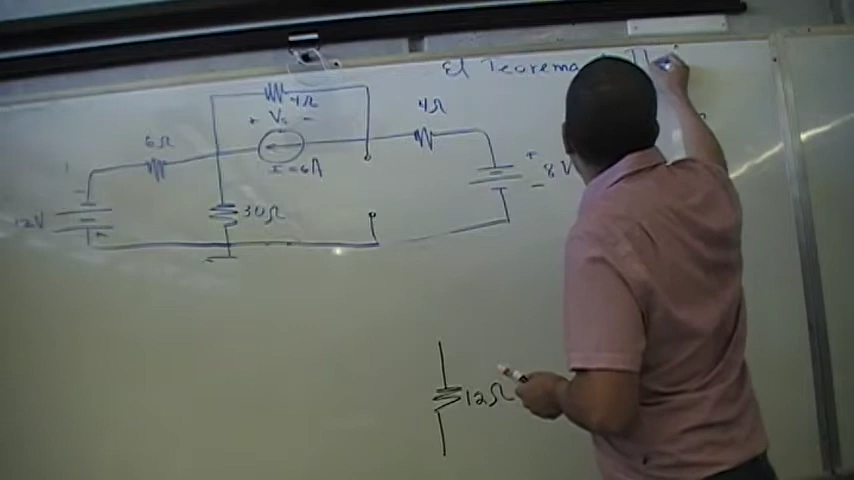 El Teorema
4Ω
+ Vs -
4Ω
6Ω
I = 6A
+
8V
-
12V
30Ω
12Ω